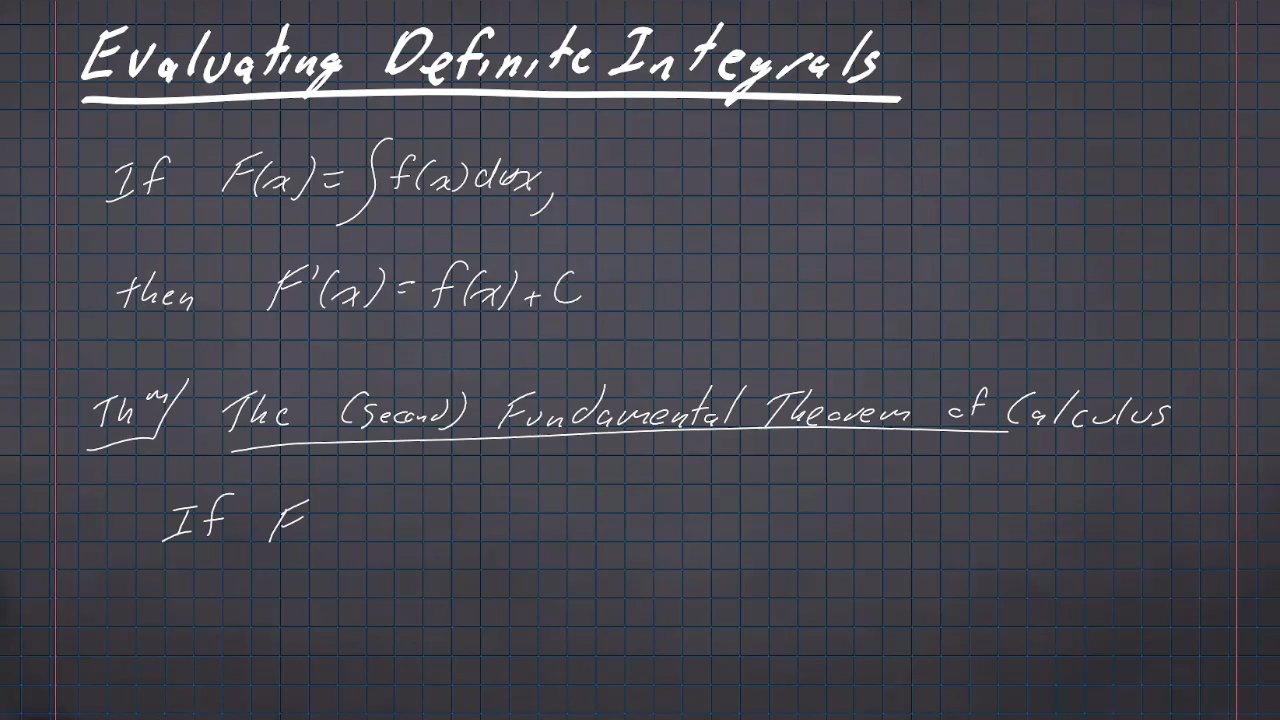 Evaluating Definite Integrals
If F(x) = ∫ f(x) dx,
then F'(x) = f(x) + C
Thᵐ/ The (second) Fundamental Theorem of Calculus
If F